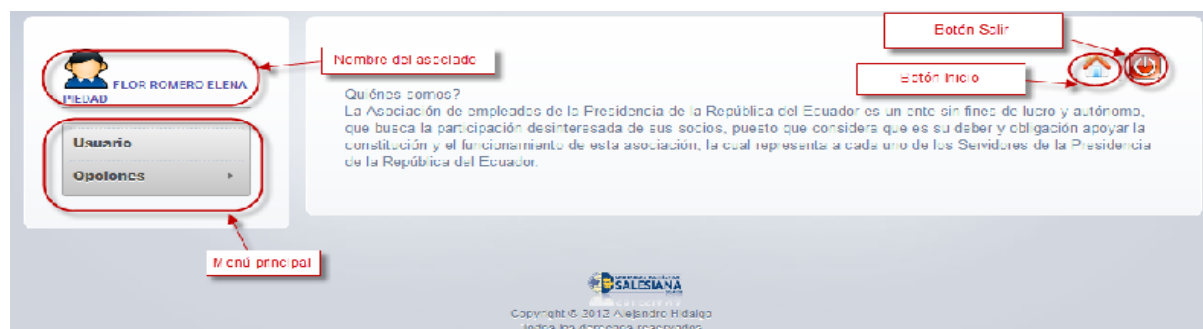 Botón Salir
Nombre del asociado
FLOR ROMERO ELENA
PIEDAD
Botón Inicio
Quiénes somos?
La Asociación de empleados de la Presidencia de la República del Ecuador es un ente sin fines de lucro y autónomo,
que busca la participación desinteresada de sus socios, puesto que considera que es su deber y obligación apoyar la
constitución y el funcionamiento de esta asociación, la cual representa a cada uno de los Servidores de la Presidencia
de la República del Ecuador.
Usuario
Opciones
Menú principal
SALESIANA
Copyright © 2012 Alejandro Hidalgo
Todos los derechos reservados